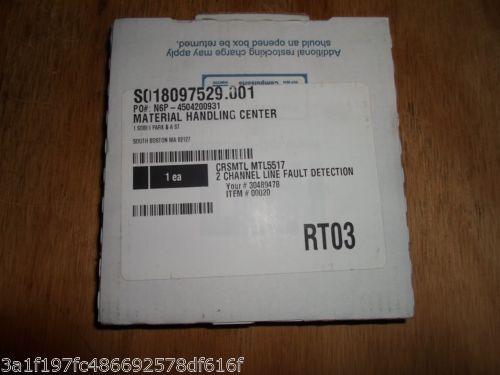 Additional restocking charge may apply
should an opened box be returned.
S018097529.001
PO#: N6P-4504200931
MATERIAL HANDLING CENTER
PARK & A ST
SOUTH BOSTON MA 02127
1 ea
CRSMTL MTL5517
2 CHANNEL LINE FAULT DETECTION
Your # 30489478
ITEM # 00020
RT03
3a1f197fc486692578df616f